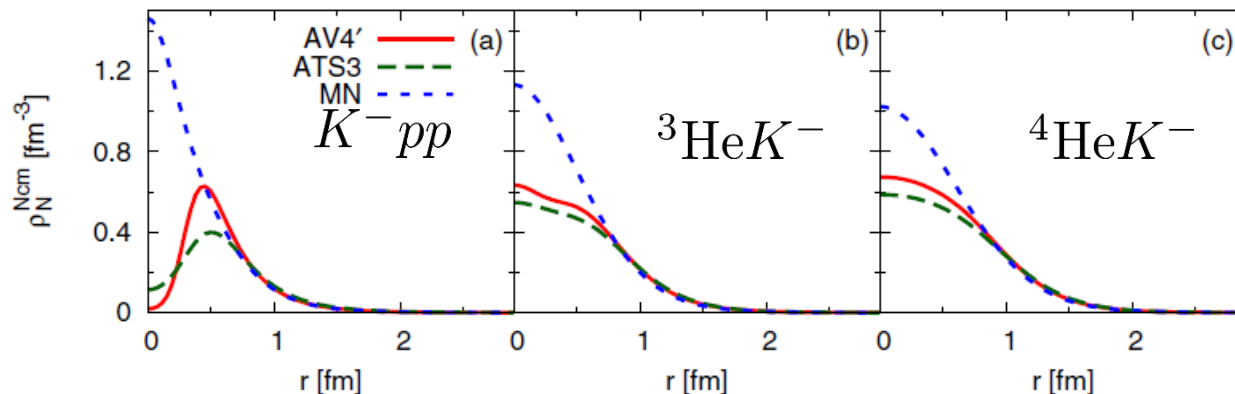 AV4′
ATS3
MN
(a)
K⁻pp
(b)
³HeK⁻
(c)
⁴HeK⁻
ρ_N^Ncm [fm⁻³]
1.2
0.8
0.4
0
0 1 2
0 1 2
0 1 2
r [fm]
r [fm]
r [fm]